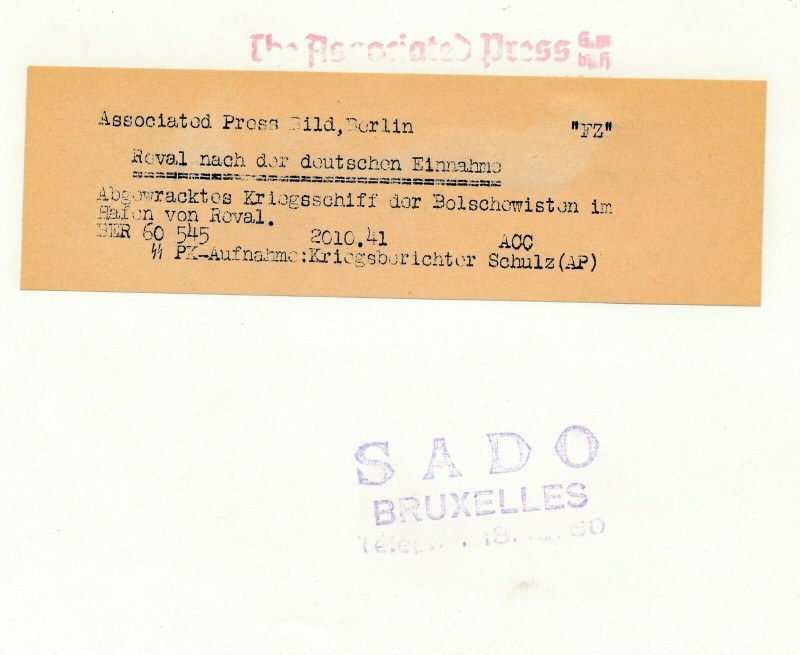 The Associated Press G.m.b.H.
Associated Press Bild,Berlin "FZ"
Reval nach der deutschen Einnahme
Abgewracktes Kriegsschiff der Bolschewisten im
Hafen von Reval.
BER 60 545 2010.41 ACC
ᛋᛋ PK-Aufnahme:Kriegsberichter Schulz(AP)
SADO
BRUXELLES